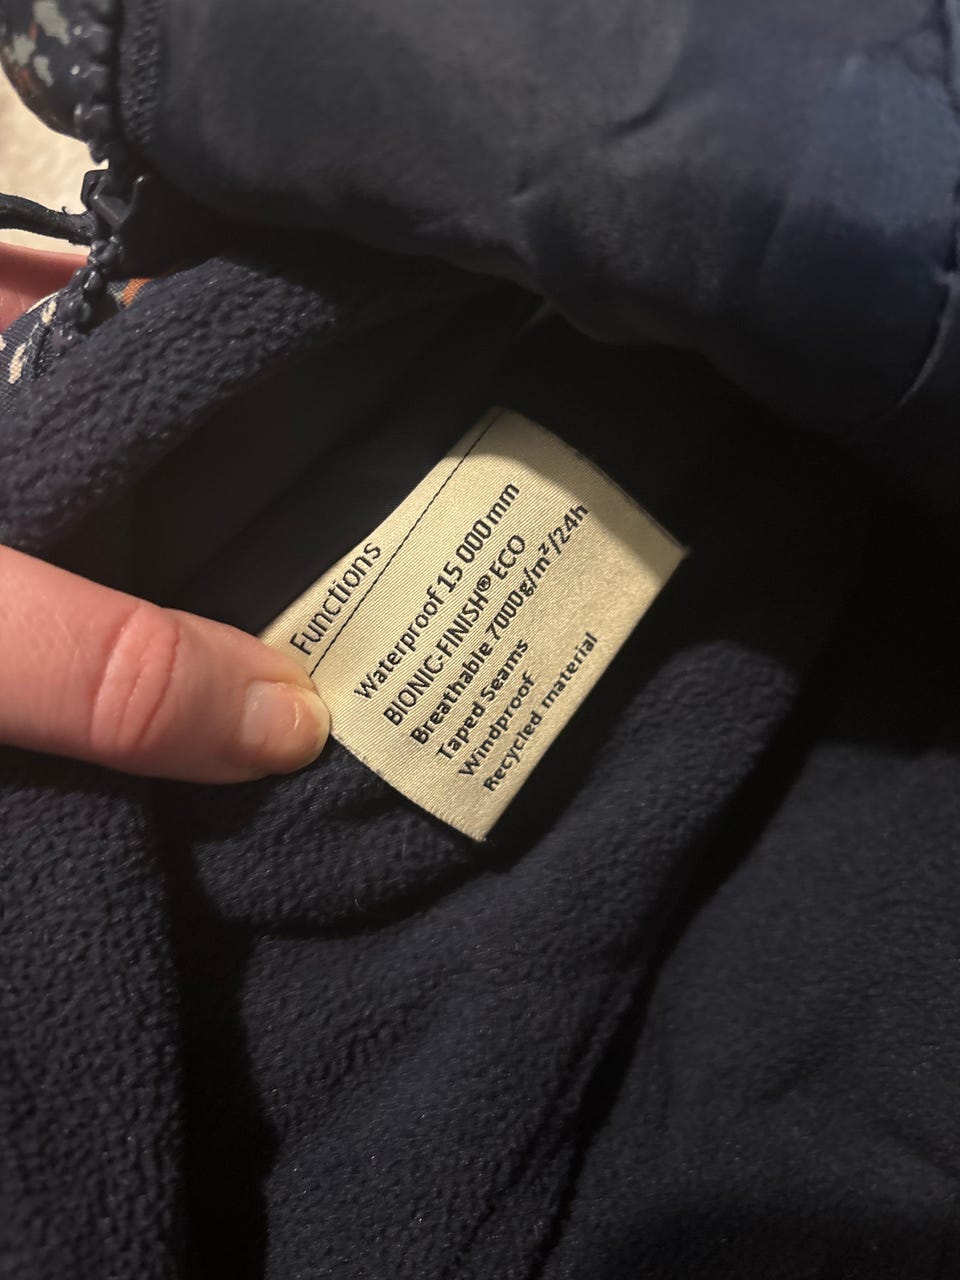 Functions
Waterproof 15 000mm
BIONIC-FINISH® ECO
Breathable 7000g/m²/24h
Taped Seams
Windproof
Recycled material